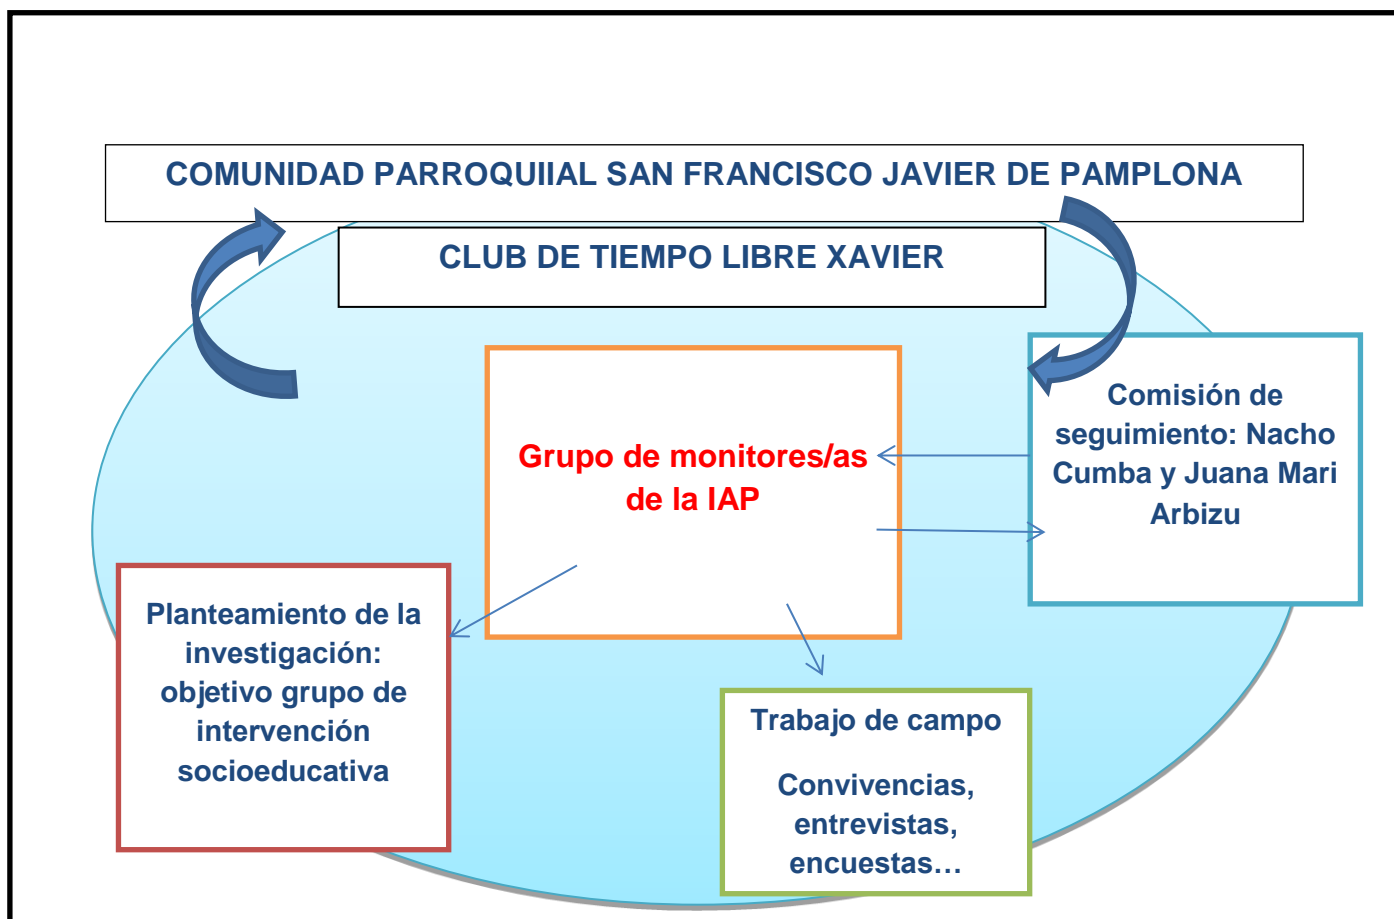 COMUNIDAD PARROQUIIAL SAN FRANCISCO JAVIER DE PAMPLONA
CLUB DE TIEMPO LIBRE XAVIER
Grupo de monitores/as
de la IAP
Comisión de
seguimiento: Nacho
Cumba y Juana Mari
Arbizu
Planteamiento de la
investigación:
objetivo grupo de
intervención
socioeducativa
Trabajo de campo
Convivencias,
entrevistas,
encuestas…